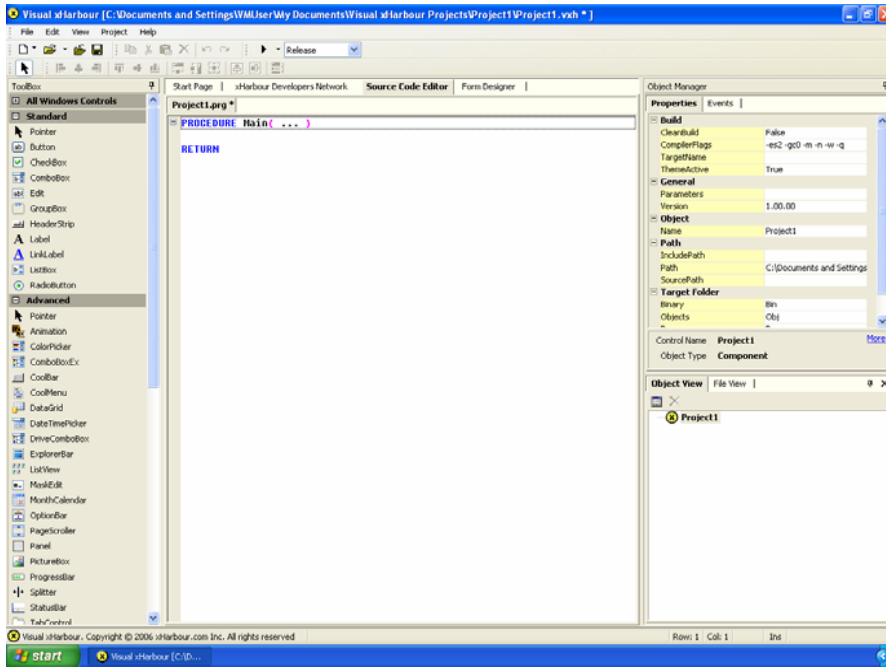 Visual xHarbour [C:\Documents and Settings\VMUser\My Documents\Visual xHarbour Projects\Project1\Project1.vxh * ]
File Edit View Project Help
Release
ToolBox
All Windows Controls
Standard
Pointer
Button
CheckBox
ComboBox
Edit
GroupBox
HeaderStrip
Label
LinkLabel
ListBox
RadioButton
Advanced
Pointer
Animation
ColorPicker
ComboBoxEx
CoolBar
CoolMenu
DataGrid
DateTimePicker
DriveComboBox
ExplorerBar
ListView
MaskEdit
MonthCalendar
OptionBar
PageScroller
Panel
PictureBox
ProgressBar
Splitter
StatusBar
TabControl
Start Page | xHarbour Developers Network Source Code Editor Form Designer |
Project1.prg *
PROCEDURE Main( ... )
RETURN
Object Manager
Properties Events |
Build
CleanBuild False
CompilerFlags -es2 -gc0 -m -n -w -q
TargetName
ThemeActive True
General
Parameters
Version 1.00.00
Object
Name Project1
Path
IncludePath
Path C:\Documents and Settings
SourcePath
Target Folder
Binary Bin
Objects Obj
Control Name Project1 More
Object Type Component
Object View File View |
Project1
Visual xHarbour. Copyright © 2006 xHarbour.com Inc. All rights reserved
Row: 1 Col: 1 Ins
start
Visual xHarbour [C:\D...